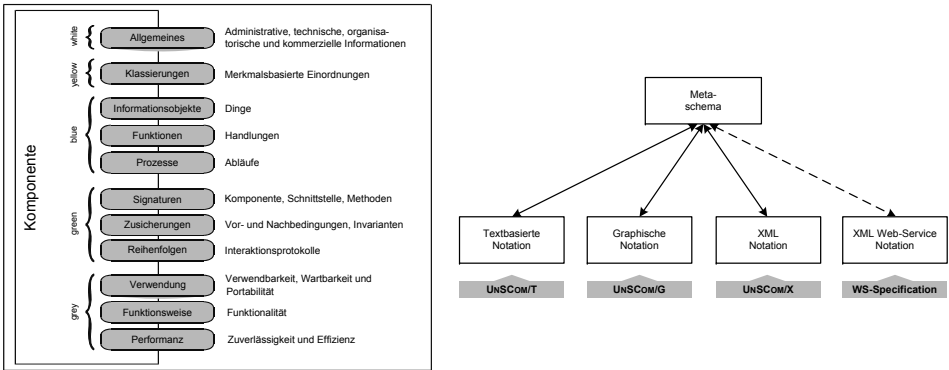 Komponente
white
Allgemeines
Administrative, technische, organisa-
torische und kommerzielle Informationen
yellow
Klassierungen
Merkmalsbasierte Einordnungen
blue
Informationsobjekte
Dinge
Funktionen
Handlungen
Prozesse
Abläufe
green
Signaturen
Komponente, Schnittstelle, Methoden
Zusicherungen
Vor- und Nachbedingungen, Invarianten
Reihenfolgen
Interaktionsprotokolle
grey
Verwendung
Verwendbarkeit, Wartbarkeit und
Portabilität
Funktionsweise
Funktionalität
Performanz
Zuverlässigkeit und Effizienz
Meta-
schema
Textbasierte
Notation
Graphische
Notation
XML
Notation
XML Web-Service
Notation
UNSCOM/T
UNSCOM/G
UNSCOM/X
WS-Specification